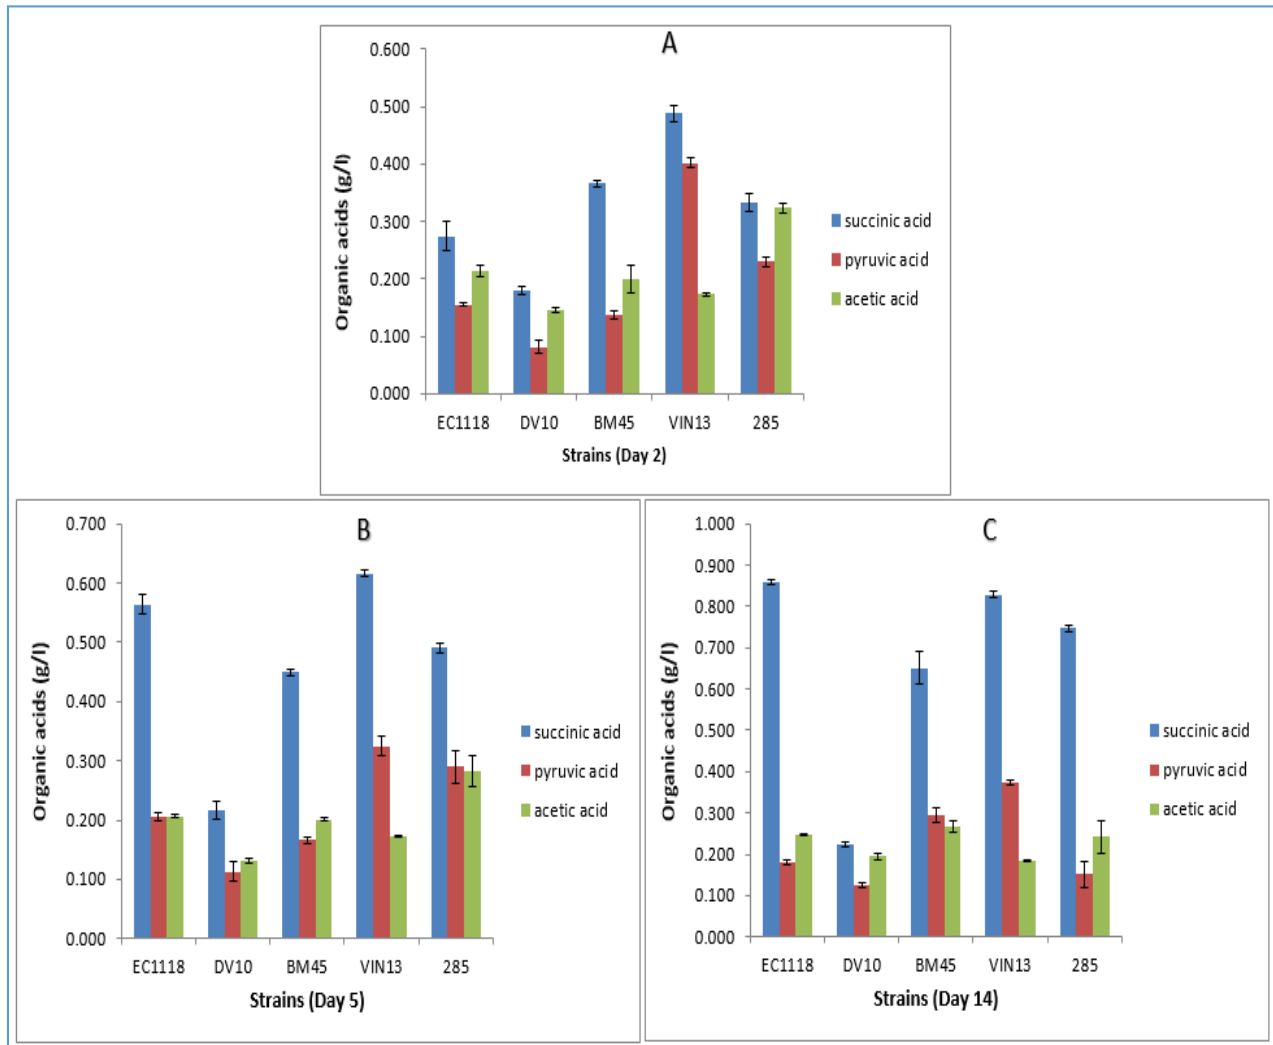 A
0.600
0.500
0.400
0.300
0.200
0.100
0.000
Organic acids (g/l)
EC1118 DV10 BM45 VIN13 285
Strains (Day 2)
succinic acid
pyruvic acid
acetic acid
B
0.700
0.600
0.500
0.400
0.300
0.200
0.100
0.000
Organic acids (g/l)
EC1118 DV10 BM45 VIN13 285
Strains (Day 5)
succinic acid
pyruvic acid
acetic acid
C
1.000
0.900
0.800
0.700
0.600
0.500
0.400
0.300
0.200
0.100
0.000
Organic acids (g/l)
EC1118 DV10 BM45 VIN13 285
Strains (Day 14)
succinic acid
pyruvic acid
acetic acid